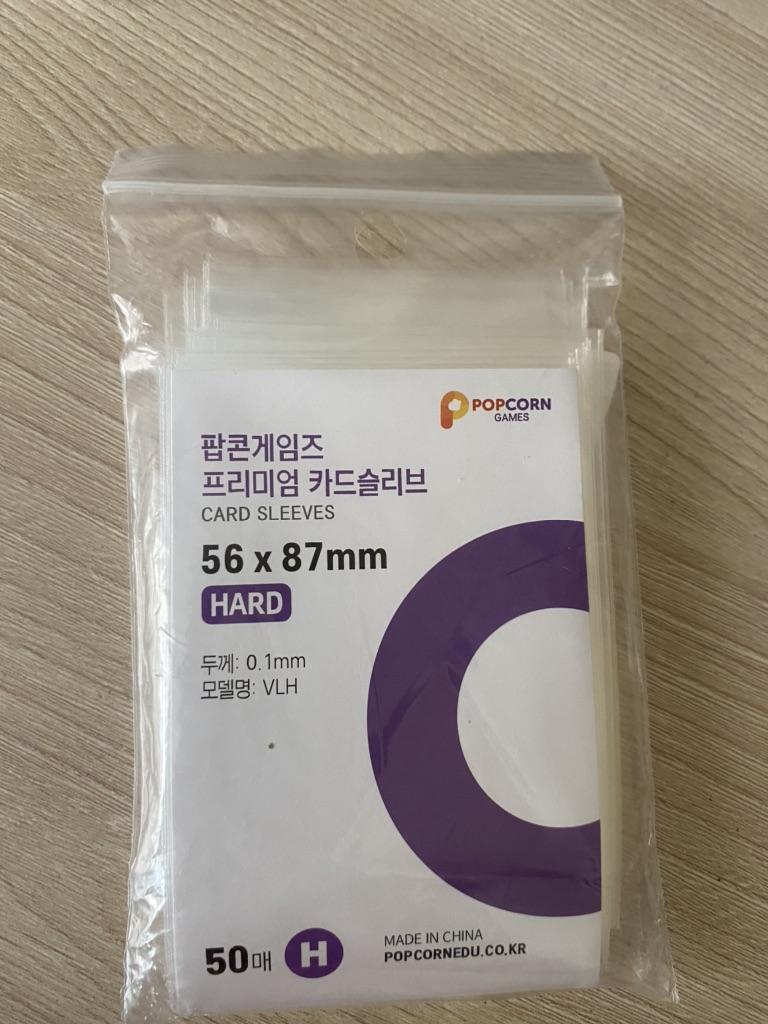 POPCORN
GAMES
팝콘게임즈
프리미엄 카드슬리브
CARD SLEEVES
56 x 87mm
HARD
두께: 0.1mm
모델명: VLH
50매 H
MADE IN CHINA
POPCORNEDU.CO.KR